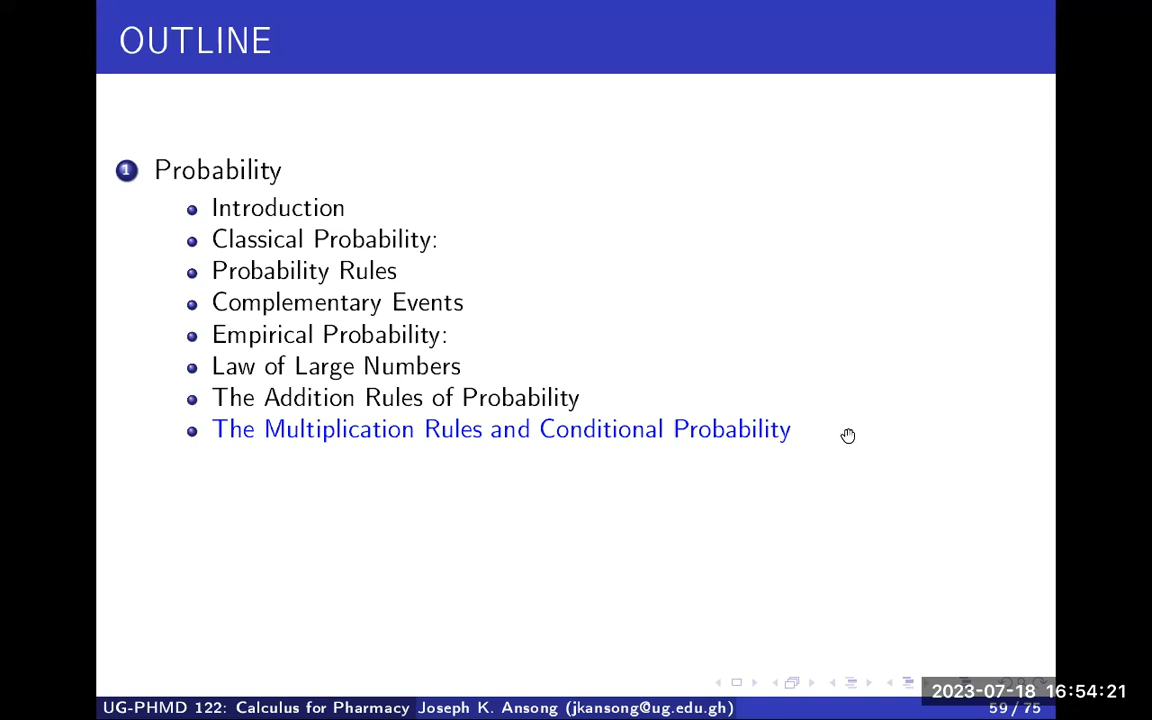 OUTLINE
1 Probability
Introduction
Classical Probability:
Probability Rules
Complementary Events
Empirical Probability:
Law of Large Numbers
The Addition Rules of Probability
The Multiplication Rules and Conditional Probability
2023-07-18 16:54:21
UG-PHMD 122: Calculus for Pharmacy Joseph K. Ansong (jkansong@ug.edu.gh) 59 / 75